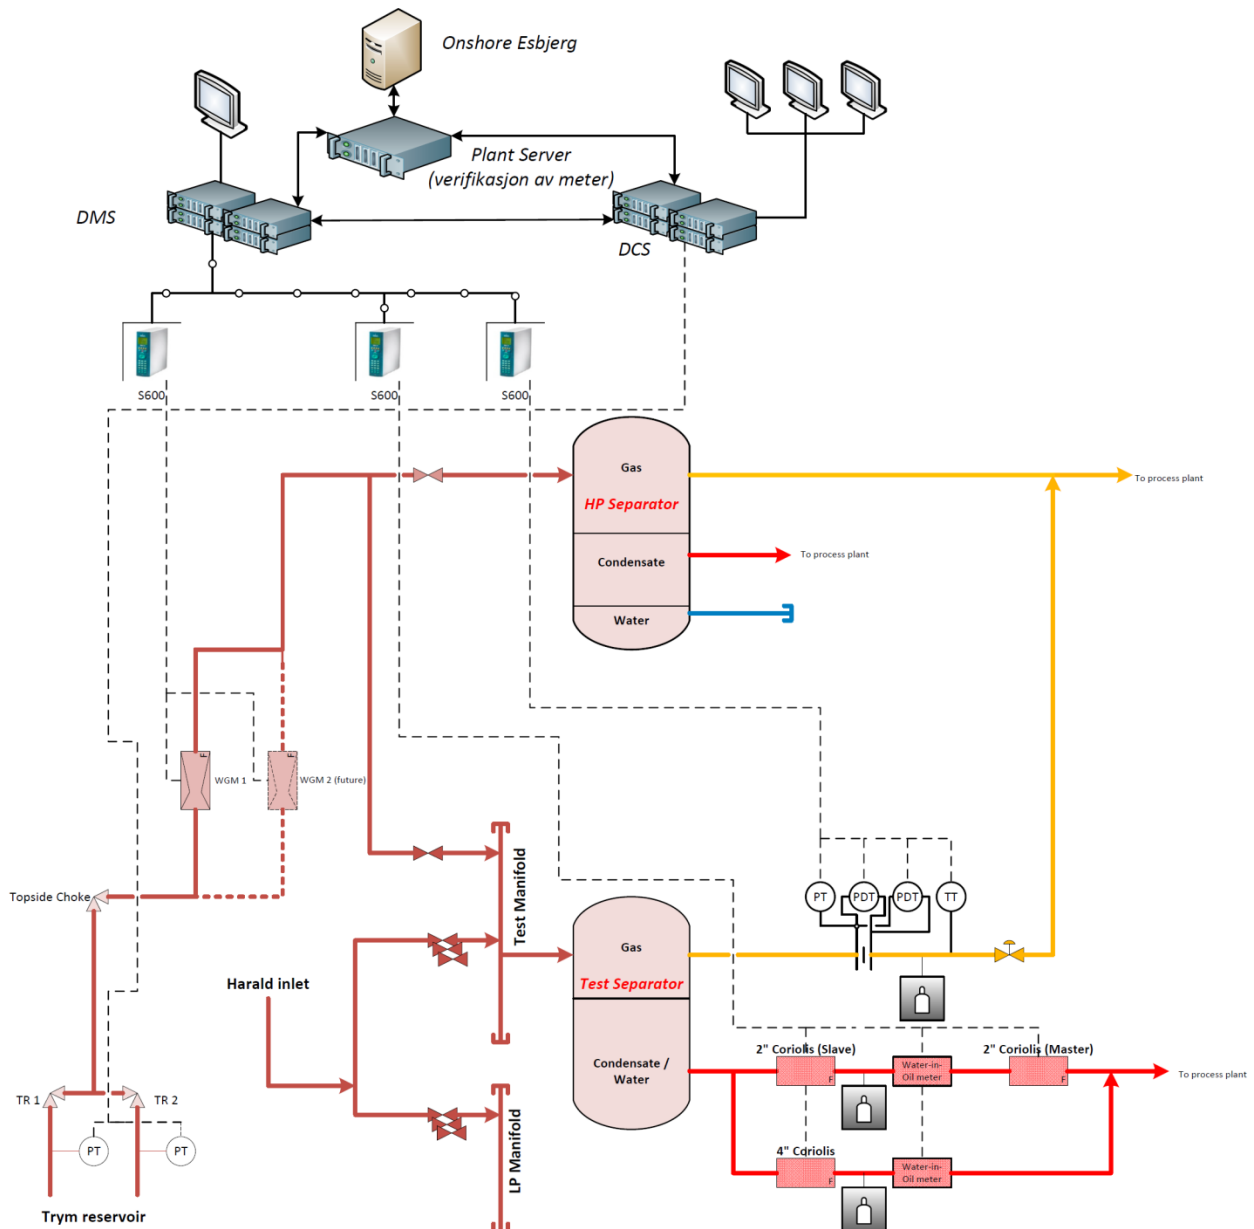 Onshore Esbjerg
Plant Server
(verifikasjon av meter)
DMS
DCS
S600
S600
S600
Gas
HP Separator
Condensate
Water
To process plant
To process plant
F
WGM 1
F
WGM 2 (future)
Topside Choke
Test Manifold
Harald inlet
LP Manifold
PT
PDT
PDT
TT
Gas
Test Separator
Condensate /
Water
2" Coriolis (Slave)
F
Water-in-
Oil meter
2" Coriolis (Master)
F
To process plant
4" Coriolis
F
Water-in-
Oil meter
TR 1
TR 2
PT
PT
Trym reservoir